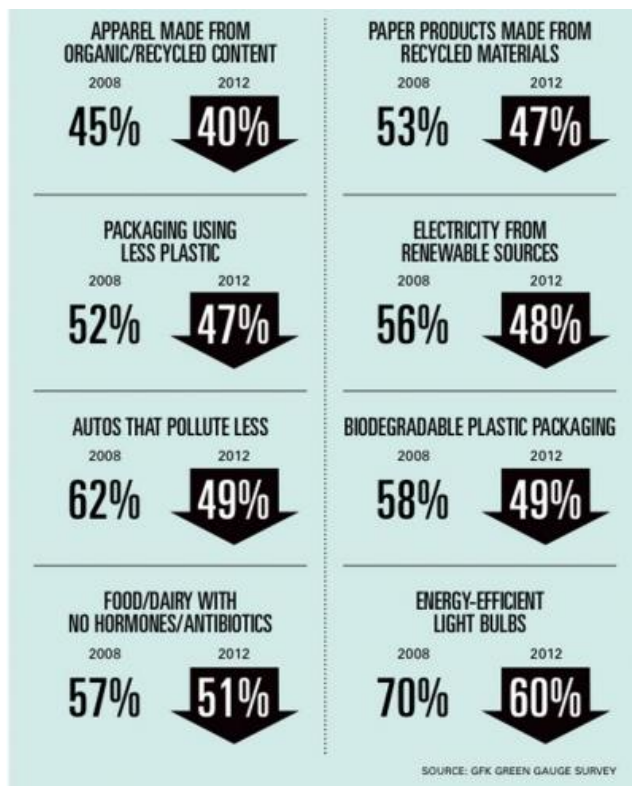 APPAREL MADE FROM
ORGANIC/RECYCLED CONTENT
2008 2012
45% 40%
PAPER PRODUCTS MADE FROM
RECYCLED MATERIALS
2008 2012
53% 47%
PACKAGING USING
LESS PLASTIC
2008 2012
52% 47%
ELECTRICITY FROM
RENEWABLE SOURCES
2008 2012
56% 48%
AUTOS THAT POLLUTE LESS
2008 2012
62% 49%
BIODEGRADABLE PLASTIC PACKAGING
2008 2012
58% 49%
FOOD/DAIRY WITH
NO HORMONES/ANTIBIOTICS
2008 2012
57% 51%
ENERGY-EFFICIENT
LIGHT BULBS
2008 2012
70% 60%
SOURCE: GFK GREEN GAUGE SURVEY